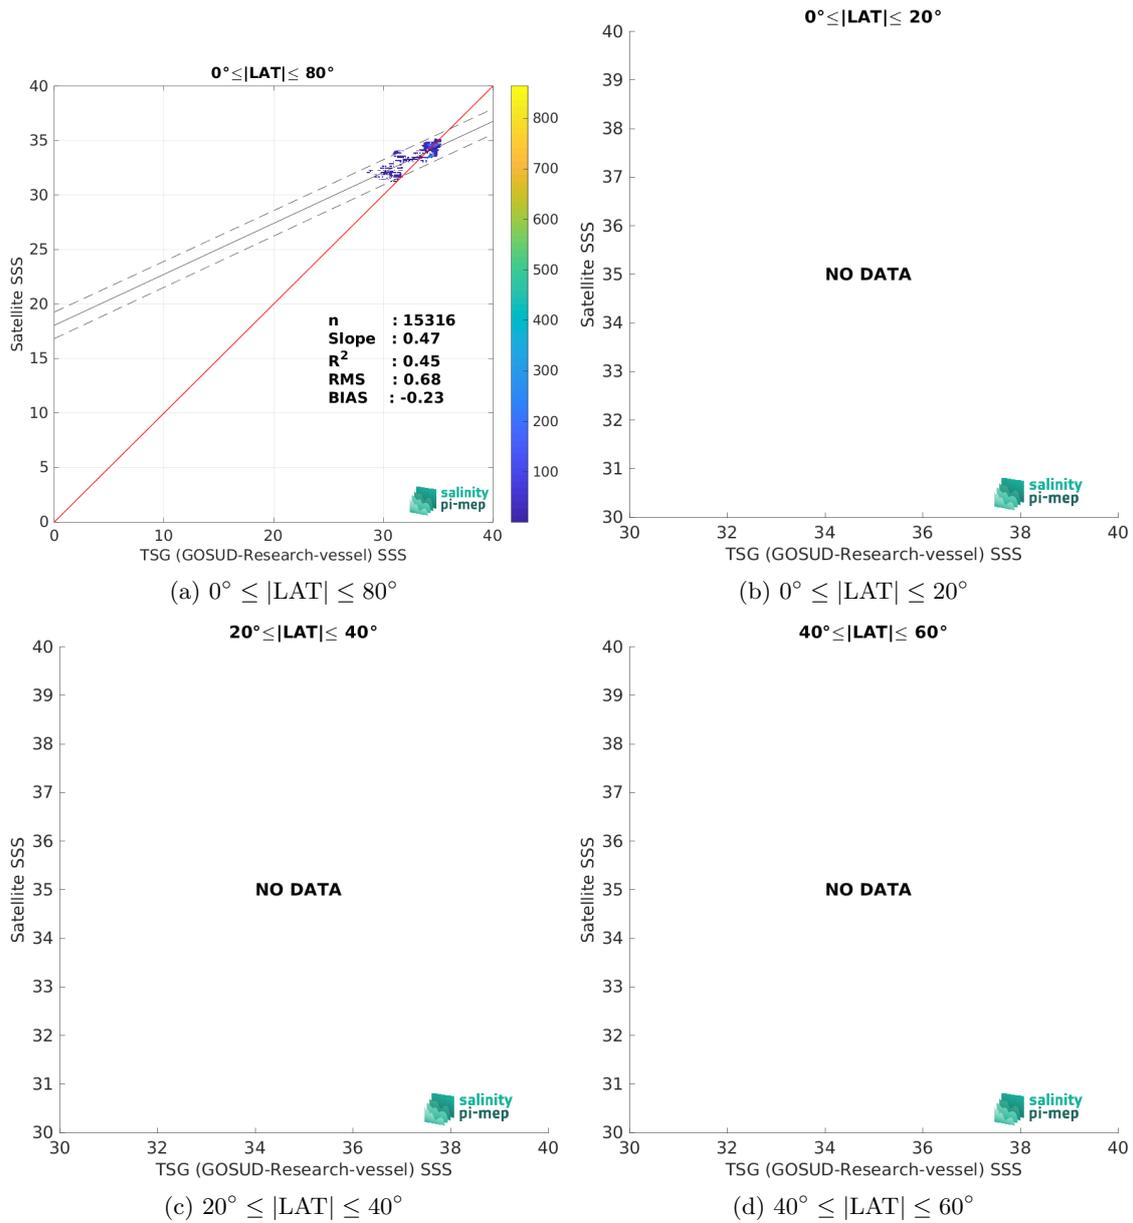 0°≤|LAT|≤ 80°
40
35
30
25
20
15
10
5
0
Satellite SSS
n : 15316
Slope : 0.47
R² : 0.45
RMS : 0.68
BIAS : -0.23
salinity
pi-mep
0 10 20 30 40
TSG (GOSUD-Research-vessel) SSS
800
700
600
500
400
300
200
100
(a) 0° ≤ |LAT| ≤ 80°
0°≤|LAT|≤ 20°
40
39
38
37
36
35
34
33
32
31
30
Satellite SSS
NO DATA
salinity
pi-mep
30 32 34 36 38 40
TSG (GOSUD-Research-vessel) SSS
(b) 0° ≤ |LAT| ≤ 20°
20°≤|LAT|≤ 40°
40
39
38
37
36
35
34
33
32
31
30
Satellite SSS
NO DATA
salinity
pi-mep
30 32 34 36 38 40
TSG (GOSUD-Research-vessel) SSS
(c) 20° ≤ |LAT| ≤ 40°
40°≤|LAT|≤ 60°
40
39
38
37
36
35
34
33
32
31
30
Satellite SSS
NO DATA
salinity
pi-mep
30 32 34 36 38 40
TSG (GOSUD-Research-vessel) SSS
(d) 40° ≤ |LAT| ≤ 60°